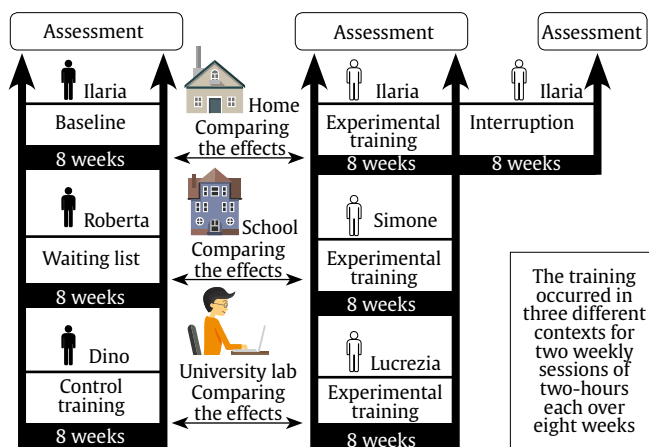 Assessment
Assessment
Assessment
Ilaria
Baseline
8 weeks
Home
Comparing
the effects
Ilaria
Experimental
training
8 weeks
Ilaria
Interruption
8 weeks
Roberta
Waiting list
8 weeks
School
Comparing
the effects
Simone
Experimental
training
8 weeks
Dino
Control
training
8 weeks
University lab
Comparing
the effects
Lucrezia
Experimental
training
8 weeks
The training
occurred in
three different
contexts for
two weekly
sessions of
two-hours
each over
eight weeks